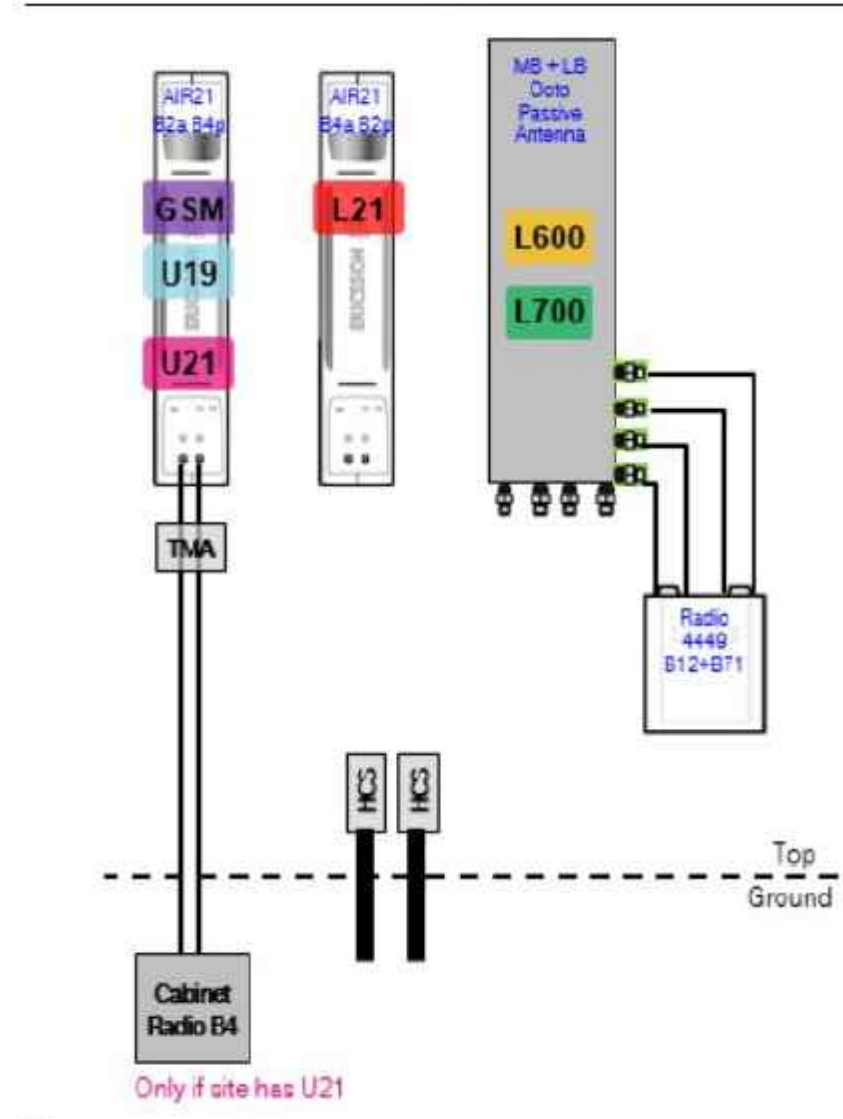 AIR21
B2a B4p
GSM
U19
U21
ERICSSON
TMA
AIR21
B4a B2p
L21
ERICSSON
MB + LB
Octo
Passive
Antenna
L600
L700
Radio
4449
B12+B71
HCS
HCS
Top
Ground
Cabinet
Radio B4
Only if site has U21